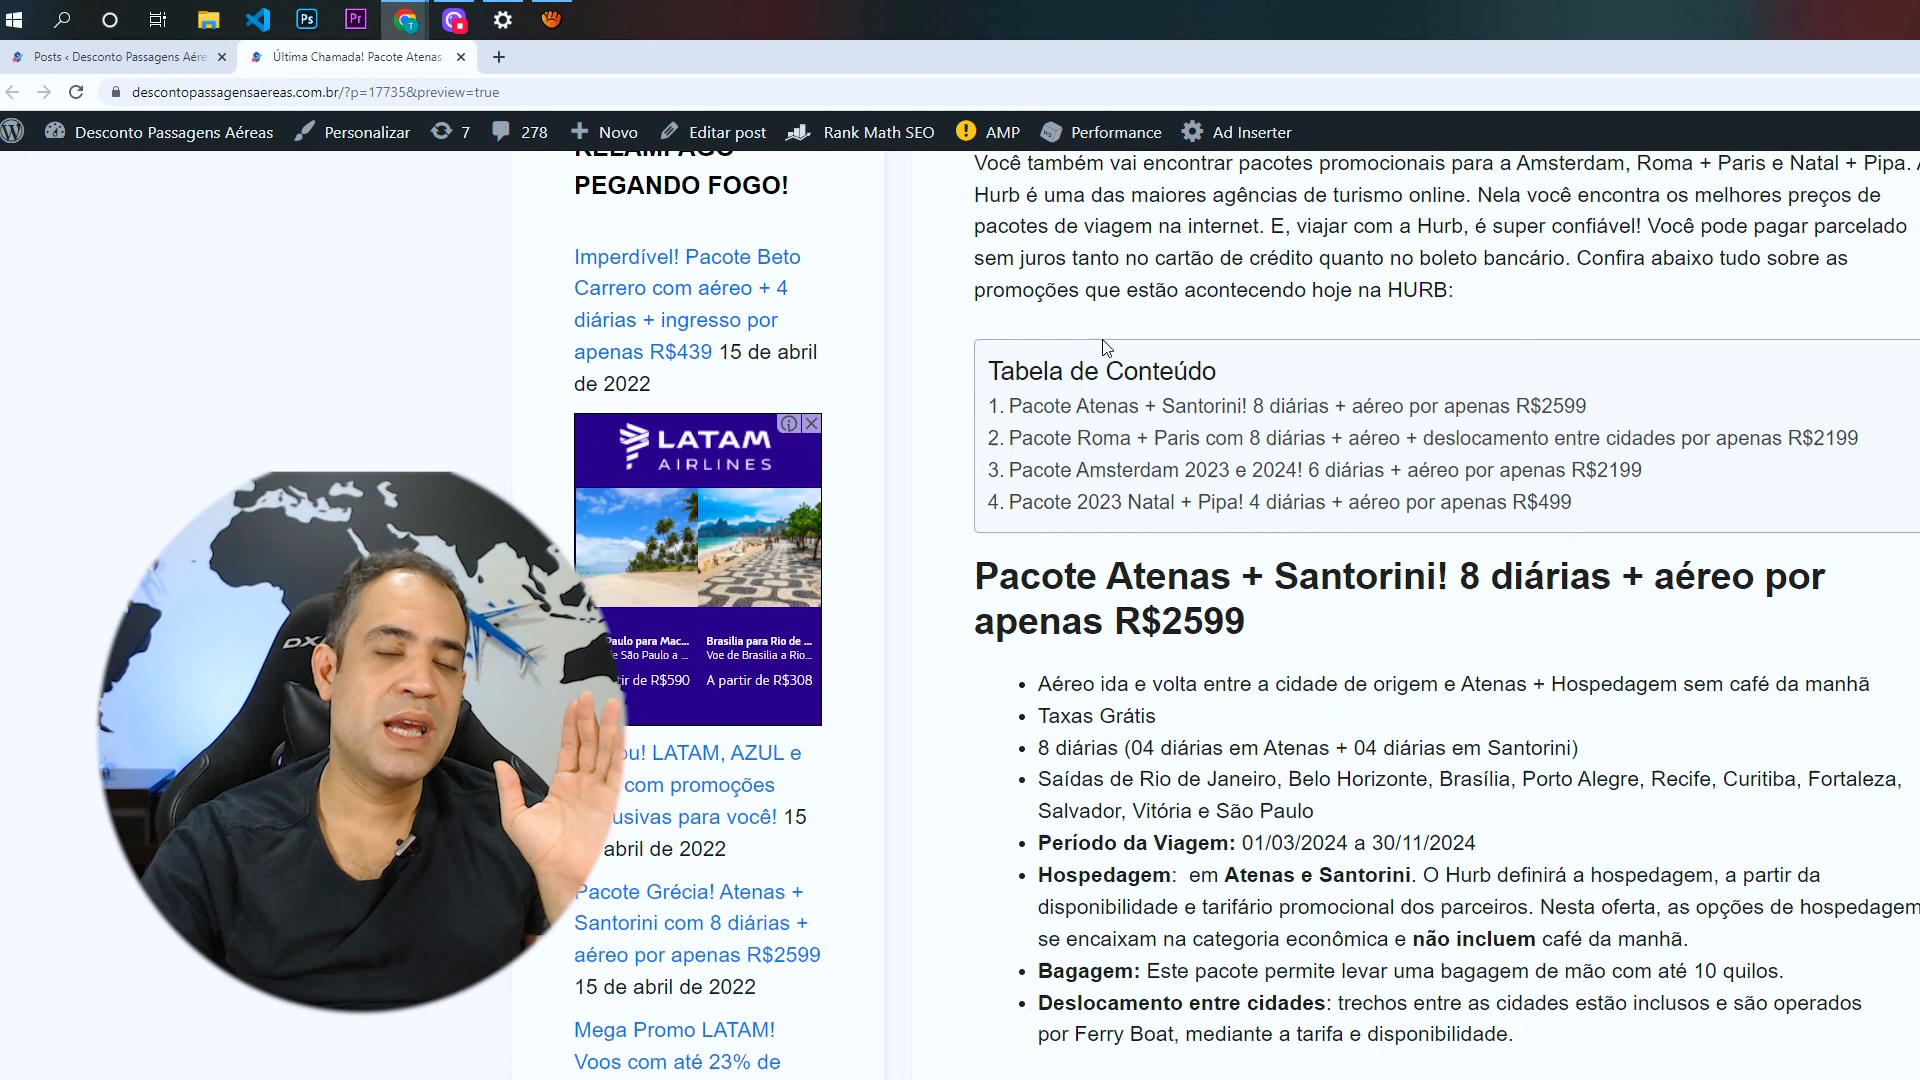 Ps
Pr
T
Posts ‹ Desconto Passagens Aére
Última Chamada! Pacote Atenas
descontopassagensaereas.com.br/?p=17735&preview=true
Desconto Passagens Aéreas Personalizar 7 278 Novo Editar post Rank Math SEO AMP Performance Ad Inserter
RELÂMPAGO
PEGANDO FOGO!
Imperdível! Pacote Beto
Carrero com aéreo + 4
diárias + ingresso por
apenas R$439 15 de abril
de 2022
LATAM
AIRLINES
Paulo para Mac...
e São Paulo a ...
tir de R$590
Brasilia para Rio de ...
Voe de Brasilia a Rio...
A partir de R$308
ou! LATAM, AZUL e
com promoções
usivas para você! 15
abril de 2022
Pacote Grécia! Atenas +
Santorini com 8 diárias +
aéreo por apenas R$2599
15 de abril de 2022
Mega Promo LATAM!
Voos com até 23% de
Você também vai encontrar pacotes promocionais para a Amsterdam, Roma + Paris e Natal + Pipa. A
Hurb é uma das maiores agências de turismo online. Nela você encontra os melhores preços de
pacotes de viagem na internet. E, viajar com a Hurb, é super confiável! Você pode pagar parcelado
sem juros tanto no cartão de crédito quanto no boleto bancário. Confira abaixo tudo sobre as
promoções que estão acontecendo hoje na HURB:
Tabela de Conteúdo
1. Pacote Atenas + Santorini! 8 diárias + aéreo por apenas R$2599
2. Pacote Roma + Paris com 8 diárias + aéreo + deslocamento entre cidades por apenas R$2199
3. Pacote Amsterdam 2023 e 2024! 6 diárias + aéreo por apenas R$2199
4. Pacote 2023 Natal + Pipa! 4 diárias + aéreo por apenas R$499
Pacote Atenas + Santorini! 8 diárias + aéreo por
apenas R$2599
• Aéreo ida e volta entre a cidade de origem e Atenas + Hospedagem sem café da manhã
• Taxas Grátis
• 8 diárias (04 diárias em Atenas + 04 diárias em Santorini)
• Saídas de Rio de Janeiro, Belo Horizonte, Brasília, Porto Alegre, Recife, Curitiba, Fortaleza,
Salvador, Vitória e São Paulo
• Período da Viagem: 01/03/2024 a 30/11/2024
• Hospedagem: em Atenas e Santorini. O Hurb definirá a hospedagem, a partir da
disponibilidade e tarifário promocional dos parceiros. Nesta oferta, as opções de hospedagem
se encaixam na categoria econômica e não incluem café da manhã.
• Bagagem: Este pacote permite levar uma bagagem de mão com até 10 quilos.
• Deslocamento entre cidades: trechos entre as cidades estão inclusos e são operados
por Ferry Boat, mediante a tarifa e disponibilidade.